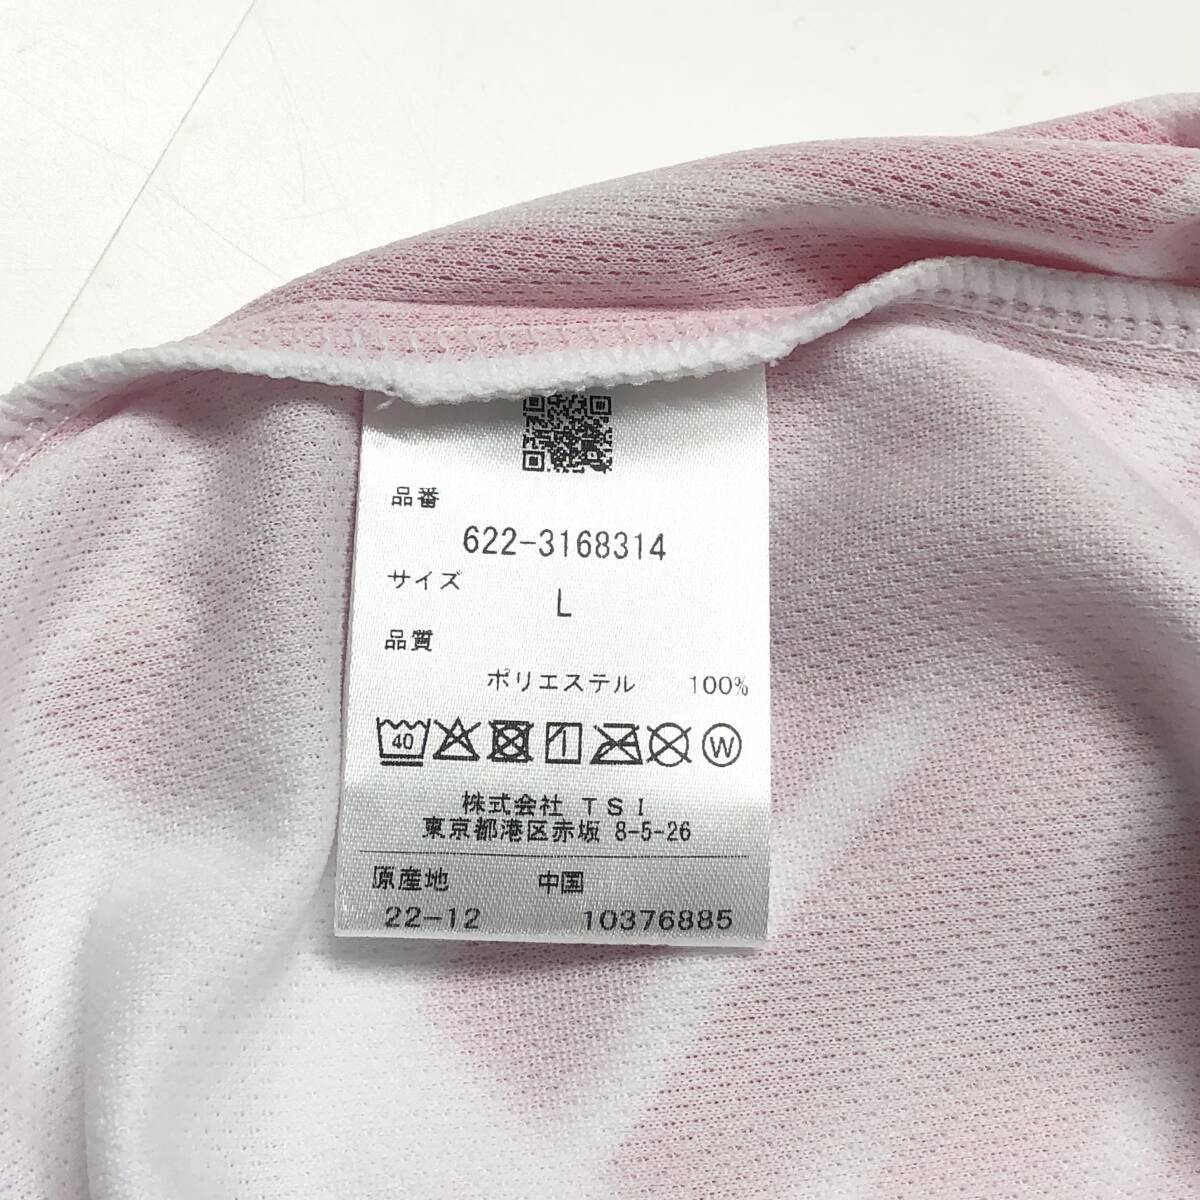 品番
622-3168314
サイズ
L
品質
ポリエステル 100%
40 W
株式会社 TSI
東京都港区赤坂 8-5-26
原産地 中国
22-12 10376885